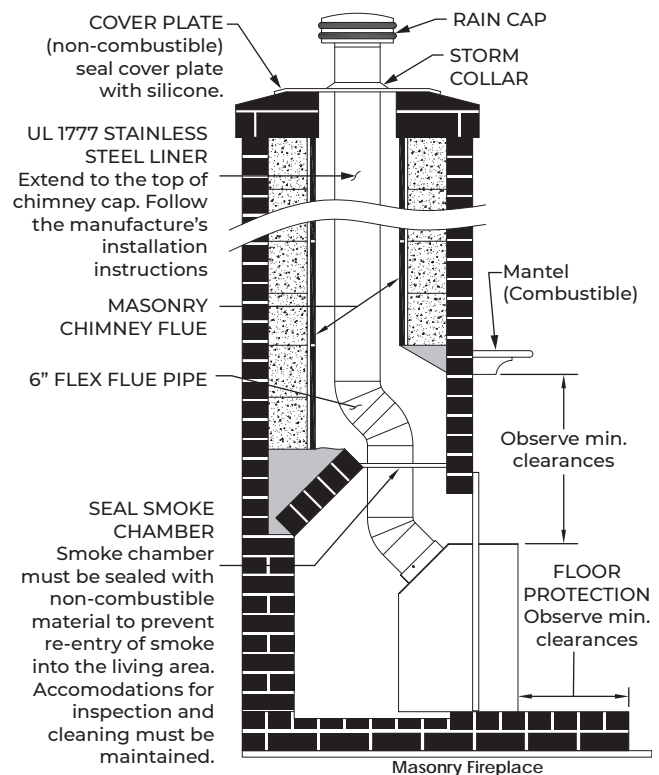 COVER PLATE
(non-combustible)
seal cover plate
with silicone.
RAIN CAP
STORM
COLLAR
UL 1777 STAINLESS
STEEL LINER
Extend to the top of
chimney cap. Follow
the manufacture's
installation
instructions
Mantel
(Combustible)
MASONRY
CHIMNEY FLUE
6” FLEX FLUE PIPE
Observe min.
clearances
SEAL SMOKE
CHAMBER
Smoke chamber
must be sealed with
non-combustible
material to prevent
re-entry of smoke
into the living area.
Accomodations for
inspection and
cleaning must be
maintained.
FLOOR
PROTECTION
Observe min.
clearances
Masonry Fireplace